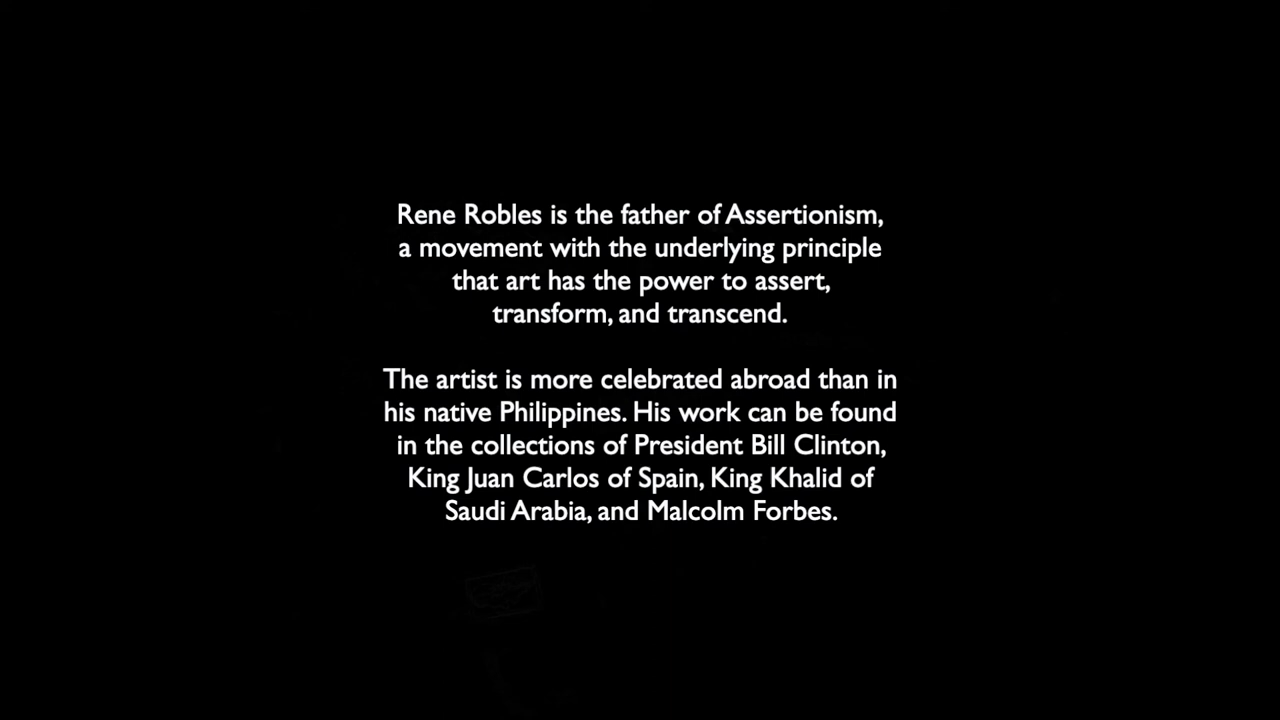 Rene Robles is the father of Assertionism,
a movement with the underlying principle
that art has the power to assert,
transform, and transcend.
The artist is more celebrated abroad than in
his native Philippines. His work can be found
in the collections of President Bill Clinton,
King Juan Carlos of Spain, King Khalid of
Saudi Arabia, and Malcolm Forbes.